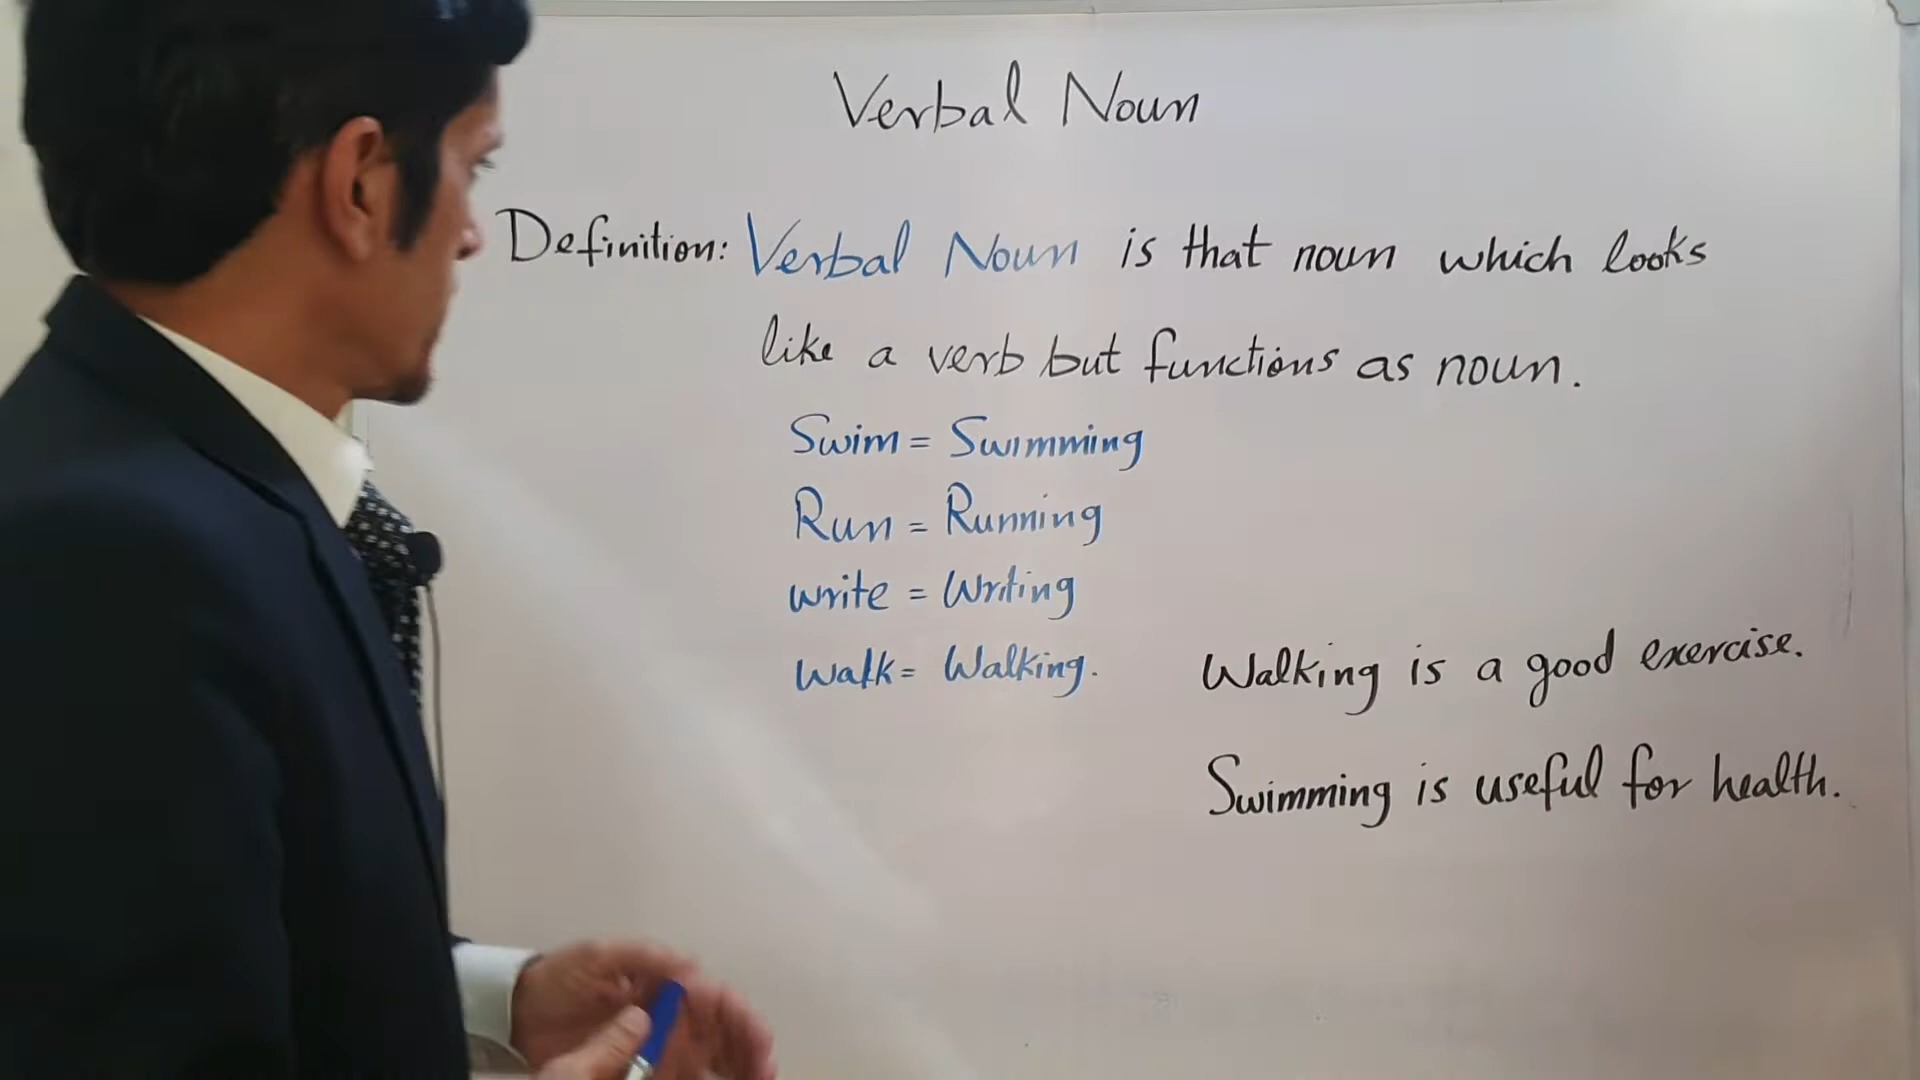 Verbal Noun
Definition: Verbal Noun is that noun which looks
like a verb but functions as noun.
Swim = Swimming
Run = Running
write = Writing
walk = Walking.
Walking is a good exercise.
Swimming is useful for health.